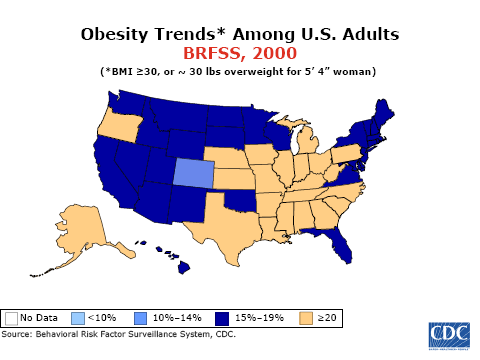 Obesity Trends* Among U.S. Adults
BRFSS, 2000
(*BMI ≥30, or ~ 30 lbs overweight for 5’ 4” woman)
No Data <10% 10%–14% 15%–19% ≥20
Source: Behavioral Risk Factor Surveillance System, CDC.
CDC